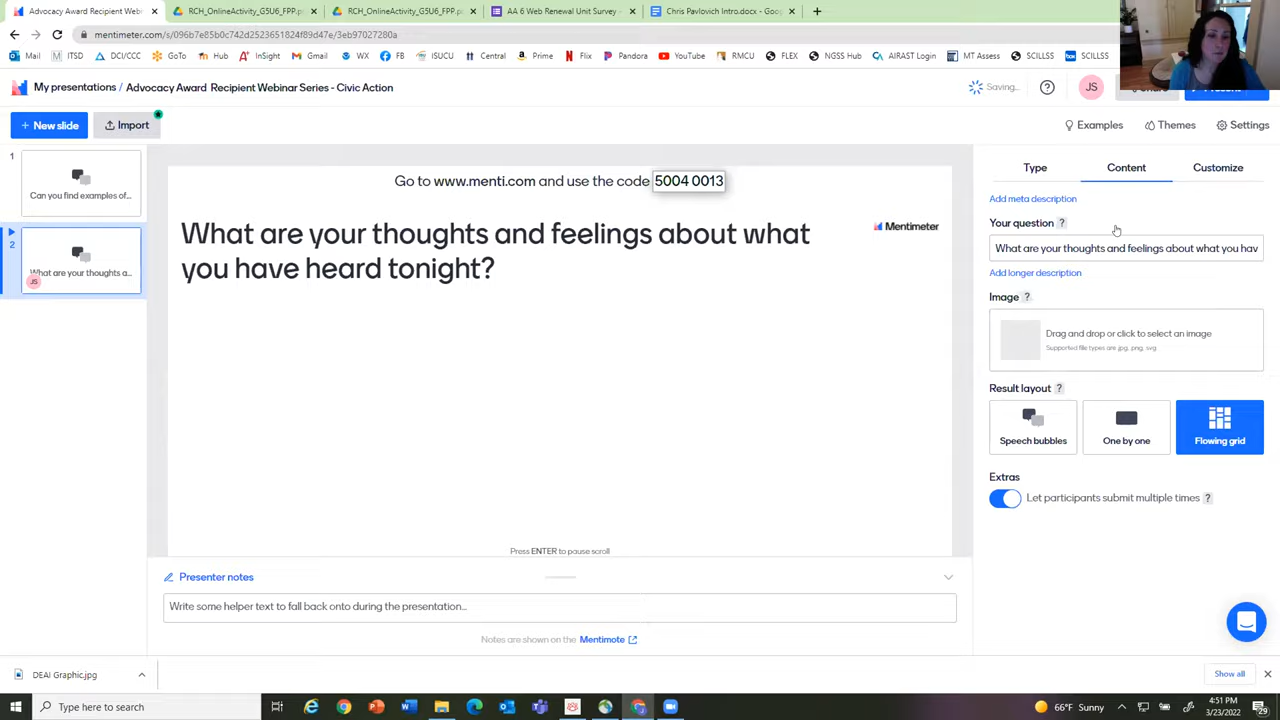 Advocacy Award Recipient Web
RCH_OnlineActivity_G5U6_FPP.p
RCH_OnlineActivity_G5U6_FPP.p
AA 6 Web Renewal Unit Survey -
Chris Pavlovich Intro.docx - Goo
mentimeter.com/s/096b7e85b0c742d2523651824f89d47e/3eb97027280a
Mail
ITSD
DCI/CCC
GoTo
InSight
Gmail
WX
FB
iSUCU
Central
Prime
Flix
Pandora
YouTube
RMCU
FLEX
NGSS Hub
AIRAST Login
MT Assess
SCILLSS
SCILLSS
My presentations / Advocacy Award Recipient Webinar Series - Civic Action
Saving...
JS
+ New slide
Import
Examples
Themes
Settings
1
Can you find examples of...
2
What are your thoughts a...
JS
Go to www.menti.com and use the code 5004 0013
What are your thoughts and feelings about what
you have heard tonight?
Mentimeter
Press ENTER to pause scroll
Presenter notes
Write some helper text to fall back onto during the presentation...
Notes are shown on the Mentimote
Type
Content
Customize
Add meta description
Your question ?
What are your thoughts and feelings about what you hav
Add longer description
Image ?
Drag and drop or click to select an image
Supported file types are jpg, png, svg
Result layout ?
Speech bubbles
One by one
Flowing grid
Extras
Let participants submit multiple times ?
DEAI Graphic.jpg
Show all
Type here to search
66°F Sunny
4:51 PM
3/23/2022
29